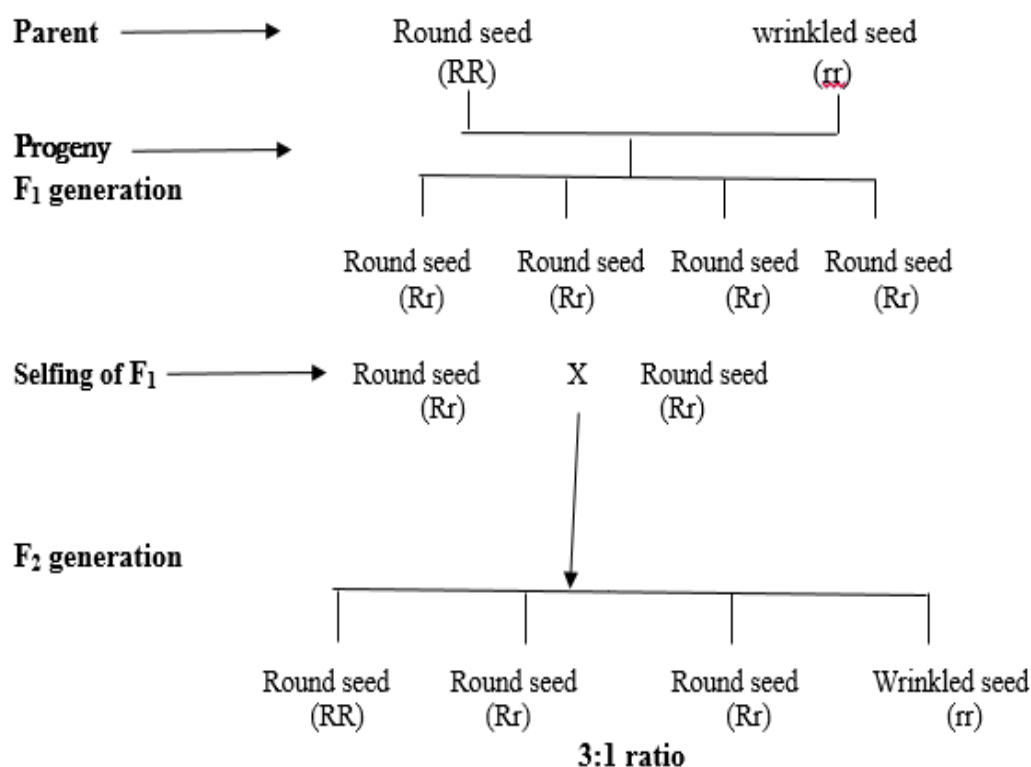 Parent Round seed wrinkled seed
(RR) (rr)
Progeny
F₁ generation
Round seed Round seed Round seed Round seed
(Rr) (Rr) (Rr) (Rr)
Selfing of F₁ Round seed X Round seed
(Rr) (Rr)
F₂ generation
Round seed Round seed Round seed Wrinkled seed
(RR) (Rr) (Rr) (rr)
3:1 ratio